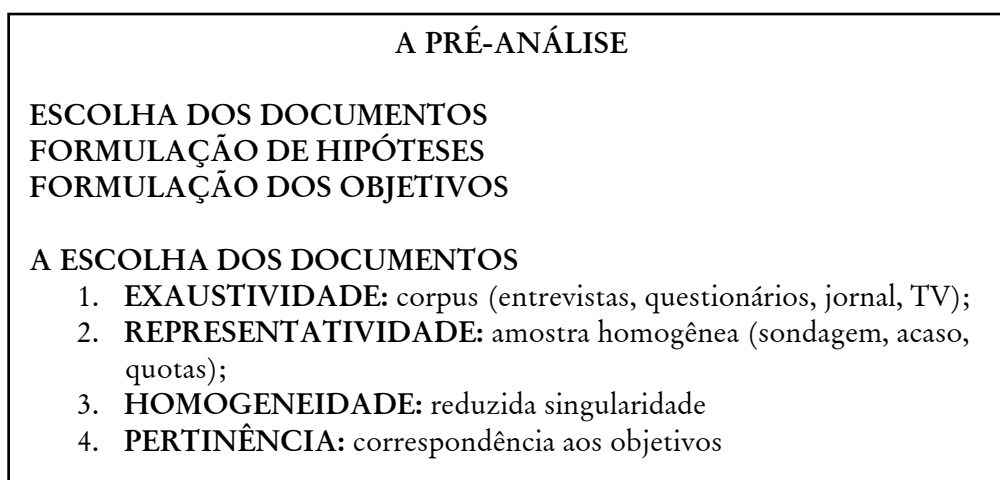 A PRÉ-ANÁLISE
ESCOLHA DOS DOCUMENTOS
FORMULAÇÃO DE HIPÓTESES
FORMULAÇÃO DOS OBJETIVOS
A ESCOLHA DOS DOCUMENTOS
1. EXAUSTIVIDADE: corpus (entrevistas, questionários, jornal, TV);
2. REPRESENTATIVIDADE: amostra homogênea (sondagem, acaso,
quotas);
3. HOMOGENEIDADE: reduzida singularidade
4. PERTINÊNCIA: correspondência aos objetivos